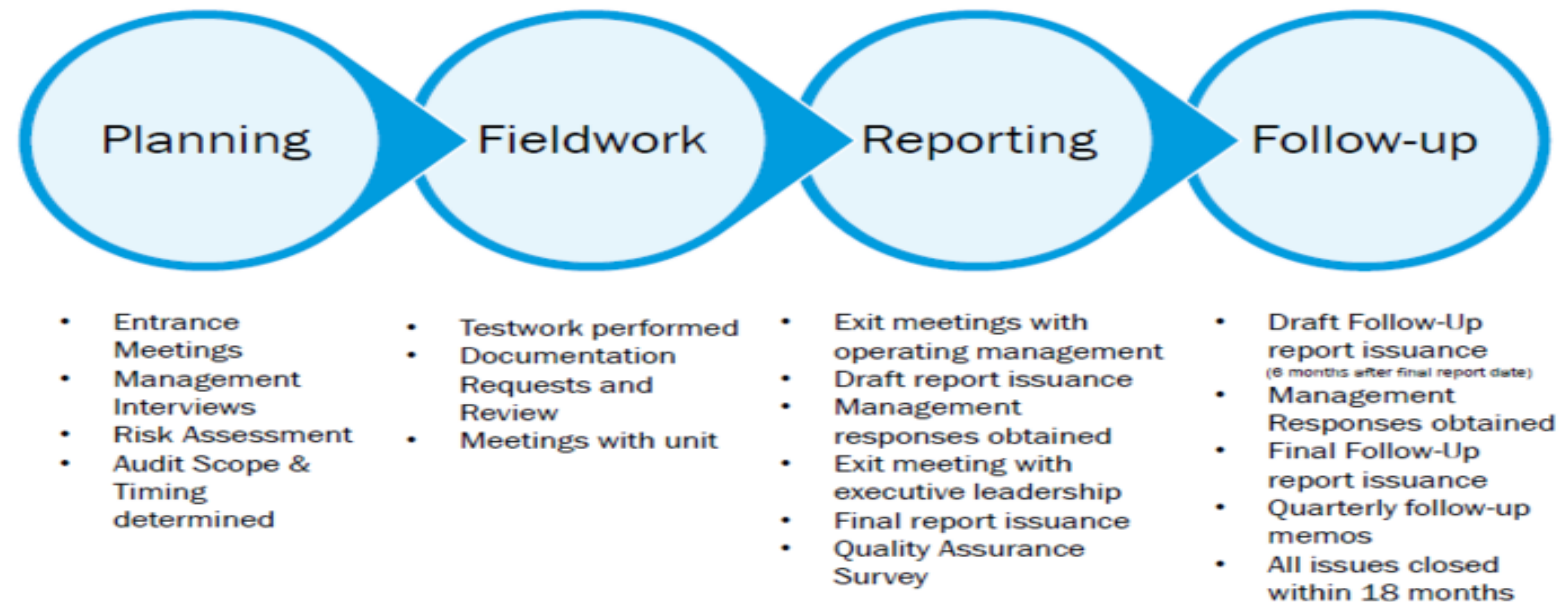 Planning
Fieldwork
Reporting
Follow-up
• Entrance
Meetings
• Management
Interviews
• Risk Assessment
• Audit Scope &
Timing
determined
• Testwork performed
• Documentation
Requests and
Review
• Meetings with unit
• Exit meetings with
operating management
• Draft report issuance
• Management
responses obtained
• Exit meeting with
executive leadership
• Final report issuance
• Quality Assurance
Survey
• Draft Follow-Up
report issuance
(6 months after final report date)
• Management
Responses obtained
• Final Follow-Up
report issuance
• Quarterly follow-up
memos
• All issues closed
within 18 months